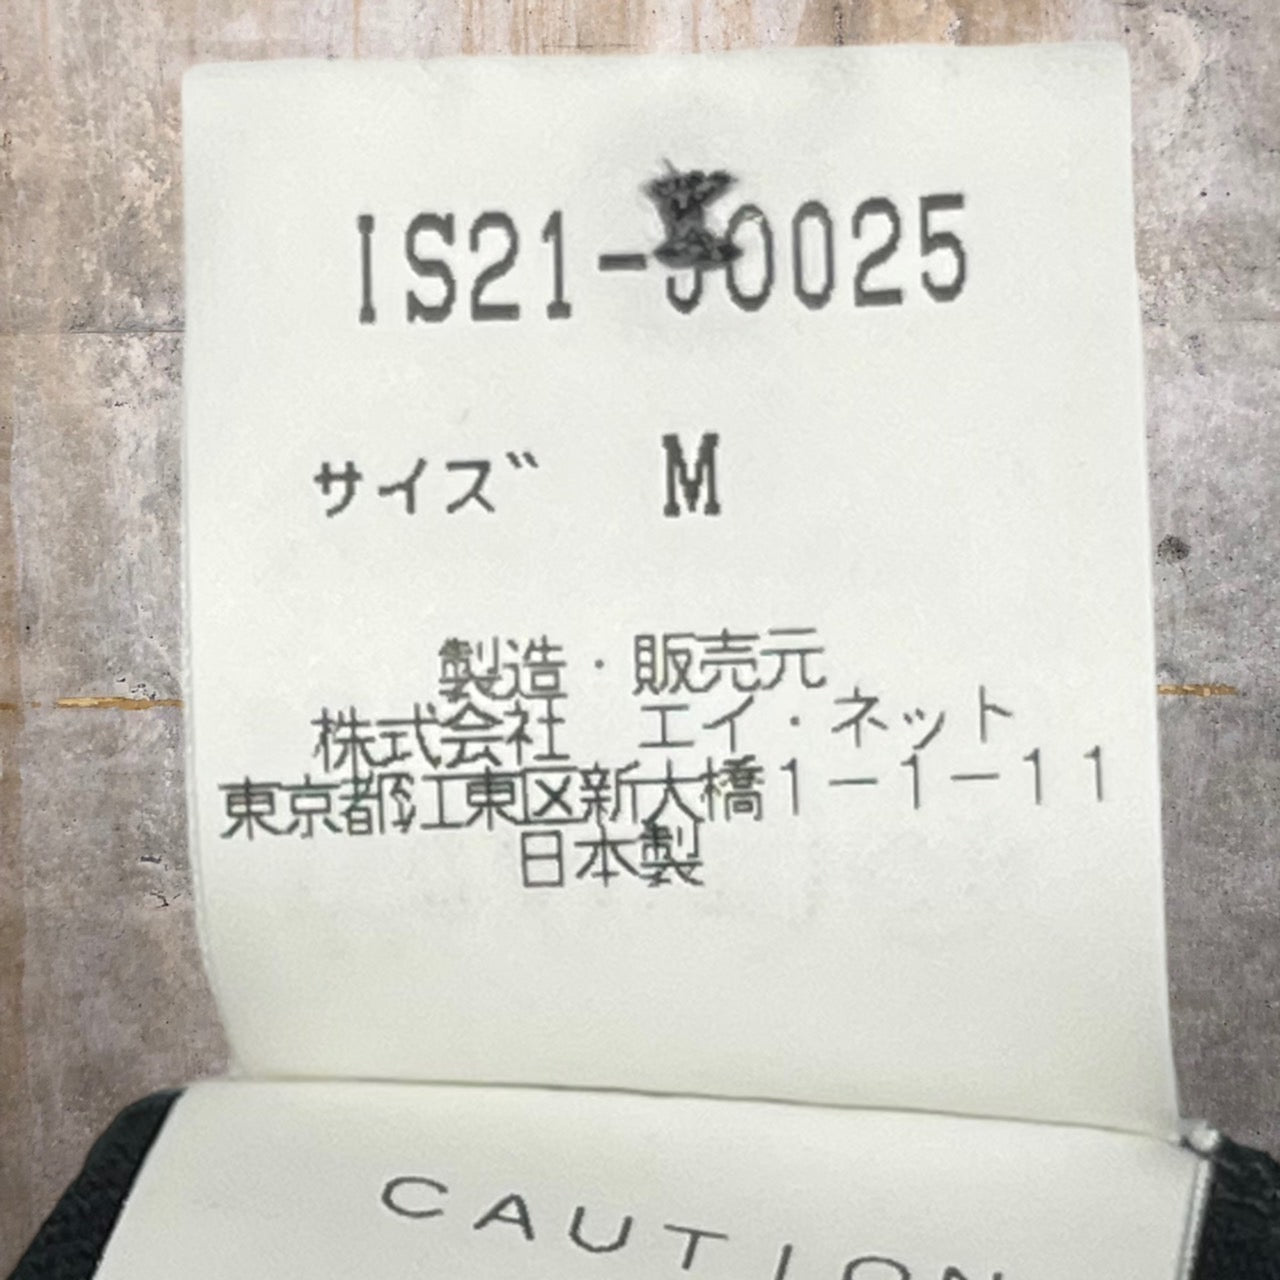 IS21-J0025
サイズ M
製造・販売元
株式会社 エイ・ネット
東京都江東区新大橋1-1-11
日本製
CAUTION